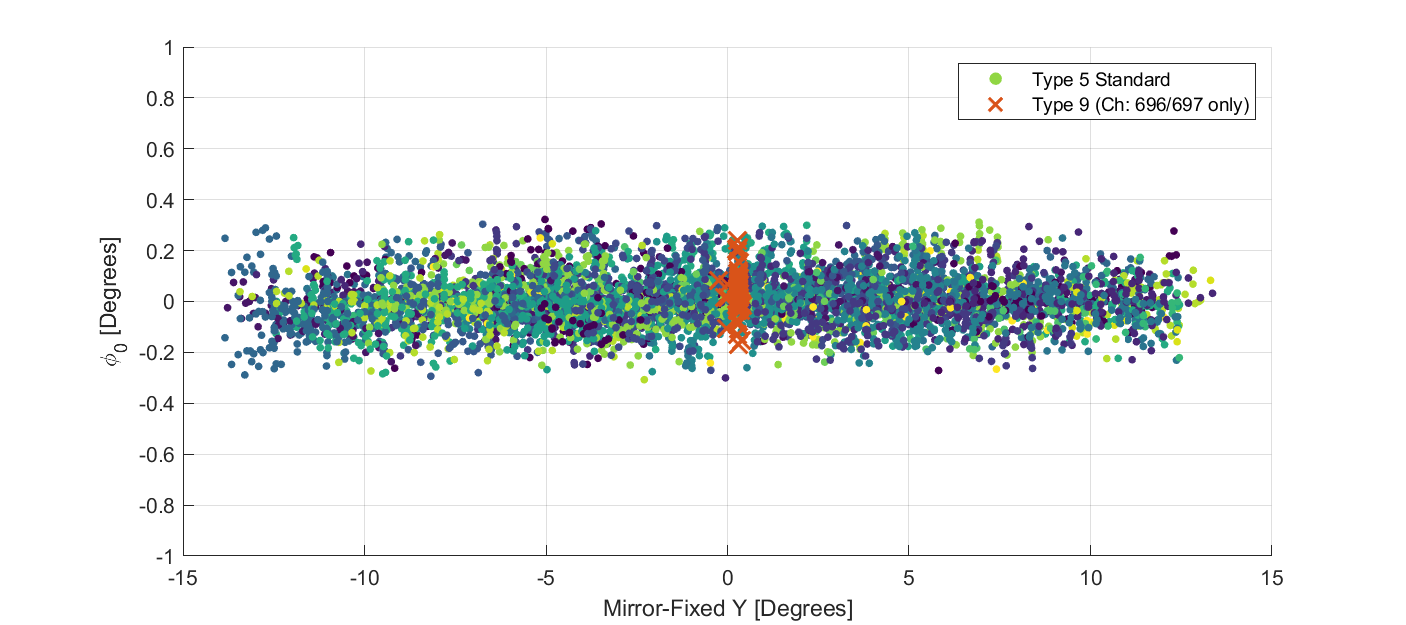 1
0.8
0.6
0.4
0.2
0
-0.2
-0.4
-0.6
-0.8
-1
ϕ0 [Degrees]
-15 -10 -5 0 5 10 15
Mirror-Fixed Y [Degrees]
Type 5 Standard
Type 9 (Ch: 696/697 only)